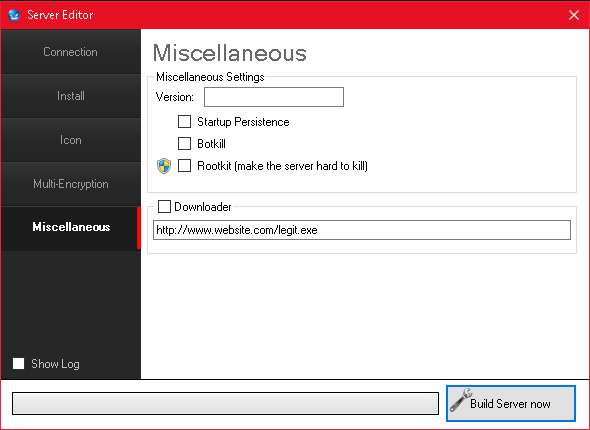 Server Editor
Connection
Install
Icon
Multi-Encryption
Miscellaneous
Show Log
Miscellaneous
Miscellaneous Settings
Version:
Startup Persistence
Botkill
Rootkit (make the server hard to kill)
Downloader
http://www.website.com/legit.exe
Build Server now